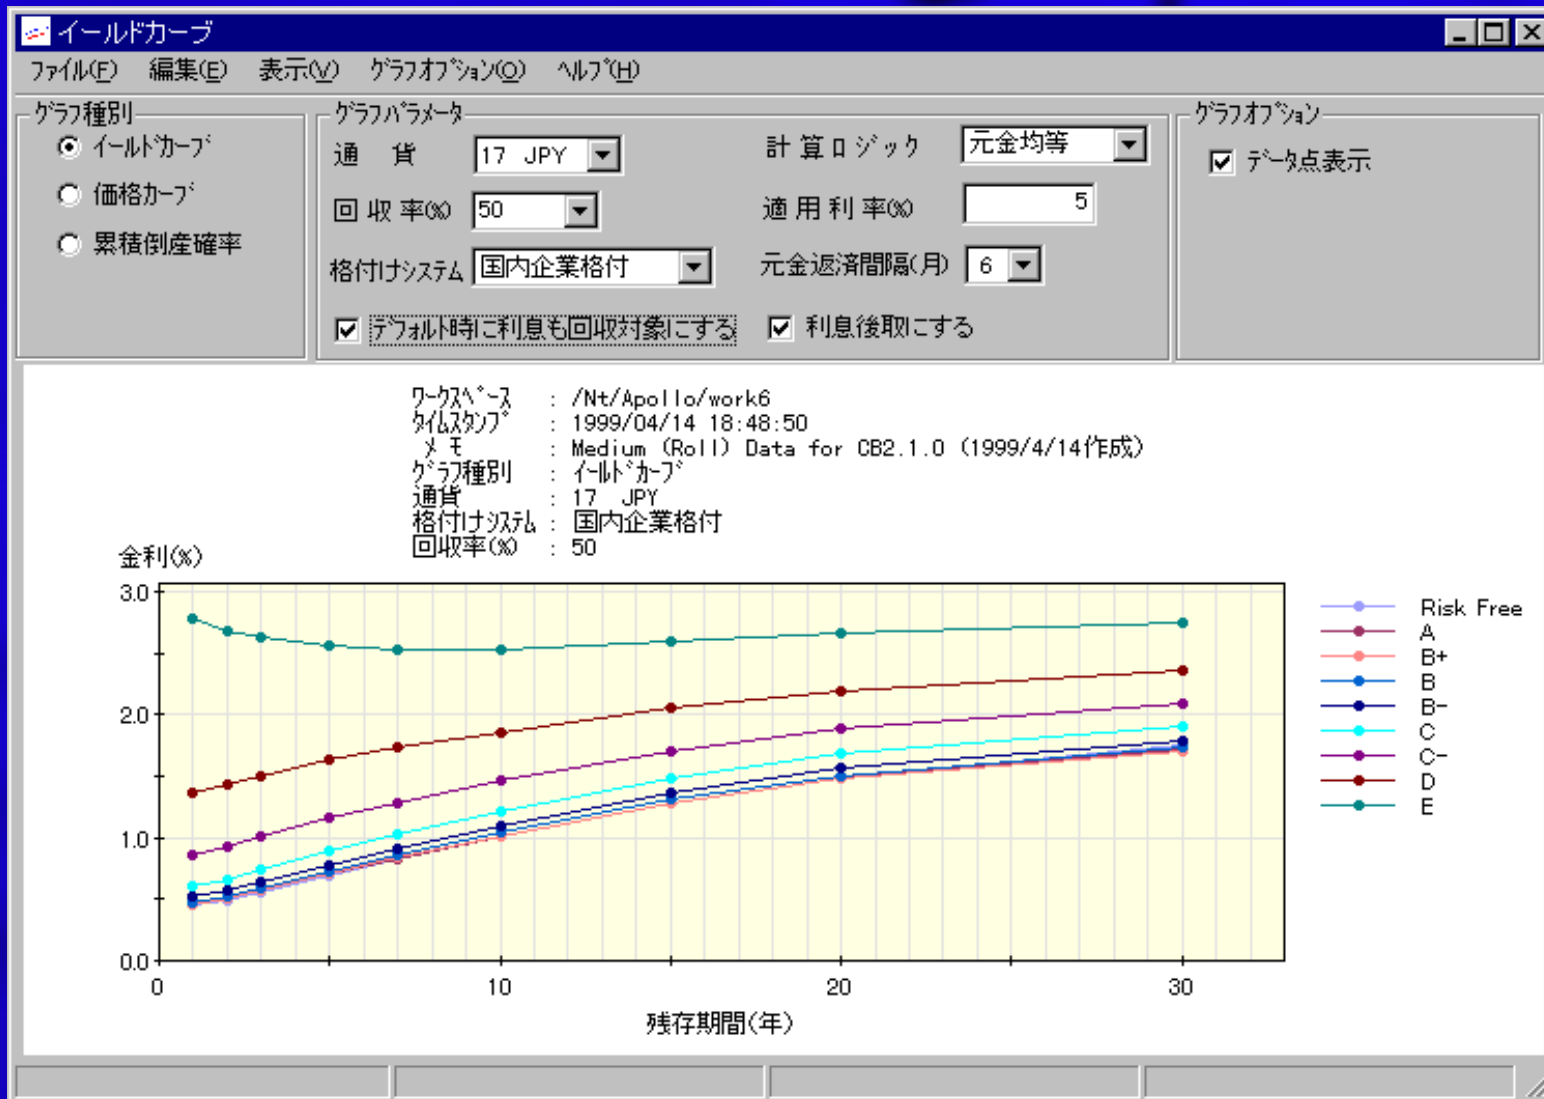 イールドカーブ
ファイル(F) 編集(E) 表示(V) グラフオプション(O) ヘルプ(H)
グラフ種別
イールドカーブ
価格カーブ
累積倒産確率
グラフパラメータ
通 貨 17 JPY
回 収 率(%) 50
格付けシステム 国内企業格付
デフォルト時に利息も回収対象にする
計 算 ロ ジ ッ ク 元金均等
適 用 利 率(%) 5
元金返済間隔(月) 6
利息後取にする
グラフオプション
データ点表示
ワークスペース : /Nt/Apollo/work6
タイムスタンプ : 1999/04/14 18:48:50
メ モ : Medium (Roll) Data for CB2.1.0 (1999/4/14作成)
グラフ種別 : イールドカーブ
通貨 : 17 JPY
格付けシステム : 国内企業格付
回収率(%) : 50
金利(%)
3.0
2.0
1.0
0.0
0 10 20 30
残存期間(年)
Risk Free
A
B+
B
B-
C
C-
D
E